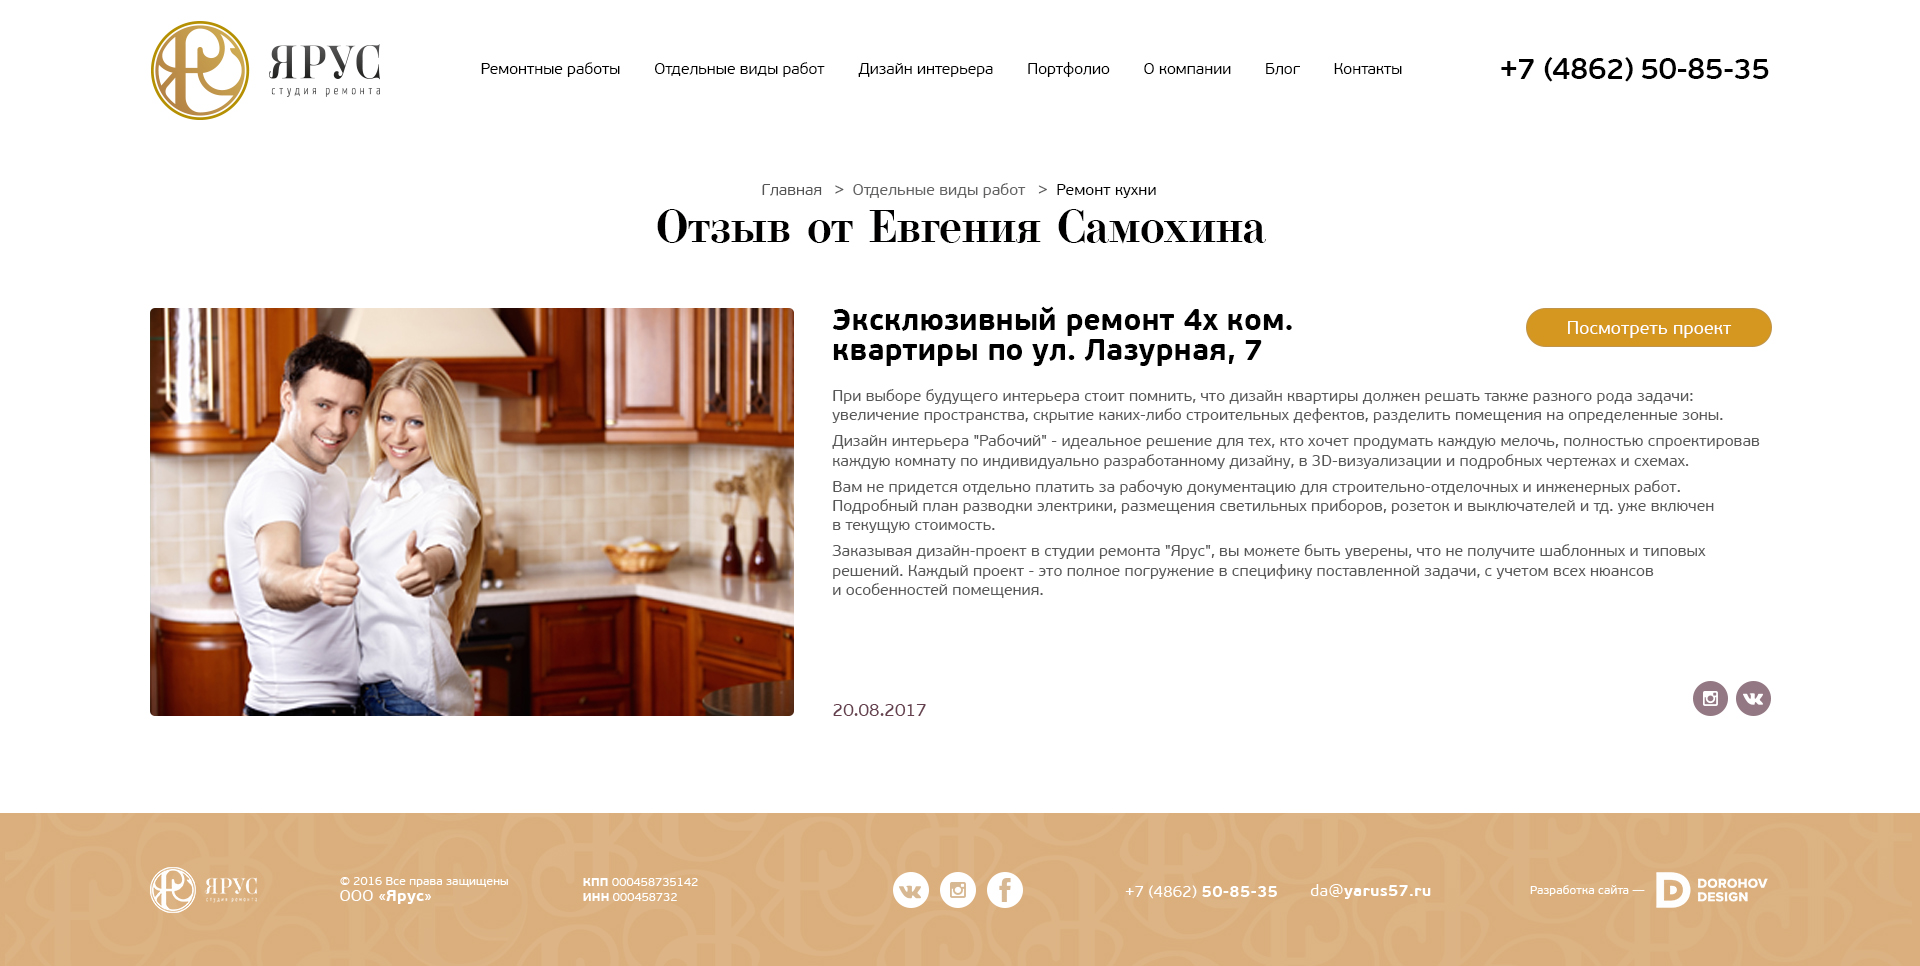 ЯРУС
студия ремонта
Ремонтные работы Отдельные виды работ Дизайн интерьера Портфолио О компании Блог Контакты
+7 (4862) 50-85-35
Главная > Отдельные виды работ > Ремонт кухни
Отзыв от Евгения Самохина
Эксклюзивный ремонт 4х ком.
квартиры по ул. Лазурная, 7
Посмотреть проект
При выборе будущего интерьера стоит помнить, что дизайн квартиры должен решать также разного рода задачи:
увеличение пространства, скрытие каких-либо строительных дефектов, разделить помещения на определенные зоны.
Дизайн интерьера "Рабочий" - идеальное решение для тех, кто хочет продумать каждую мелочь, полностью спроектировав
каждую комнату по индивидуально разработанному дизайну, в 3D-визуализации и подробных чертежах и схемах.
Вам не придется отдельно платить за рабочую документацию для строительно-отделочных и инженерных работ.
Подробный план разводки электрики, размещения светильных приборов, розеток и выключателей и тд. уже включен
в текущую стоимость.
Заказывая дизайн-проект в студии ремонта "Ярус", вы можете быть уверены, что не получите шаблонных и типовых
решений. Каждый проект - это полное погружение в специфику поставленной задачи, с учетом всех нюансов
и особенностей помещения.
20.08.2017
ЯРУС
студия ремонта
© 2016 Все права защищены
ООО «Ярус»
КПП 000458735142
ИНН 000458732
+7 (4862) 50-85-35
da@yarus57.ru
Разработка сайта —
DOROHOV
DESIGN